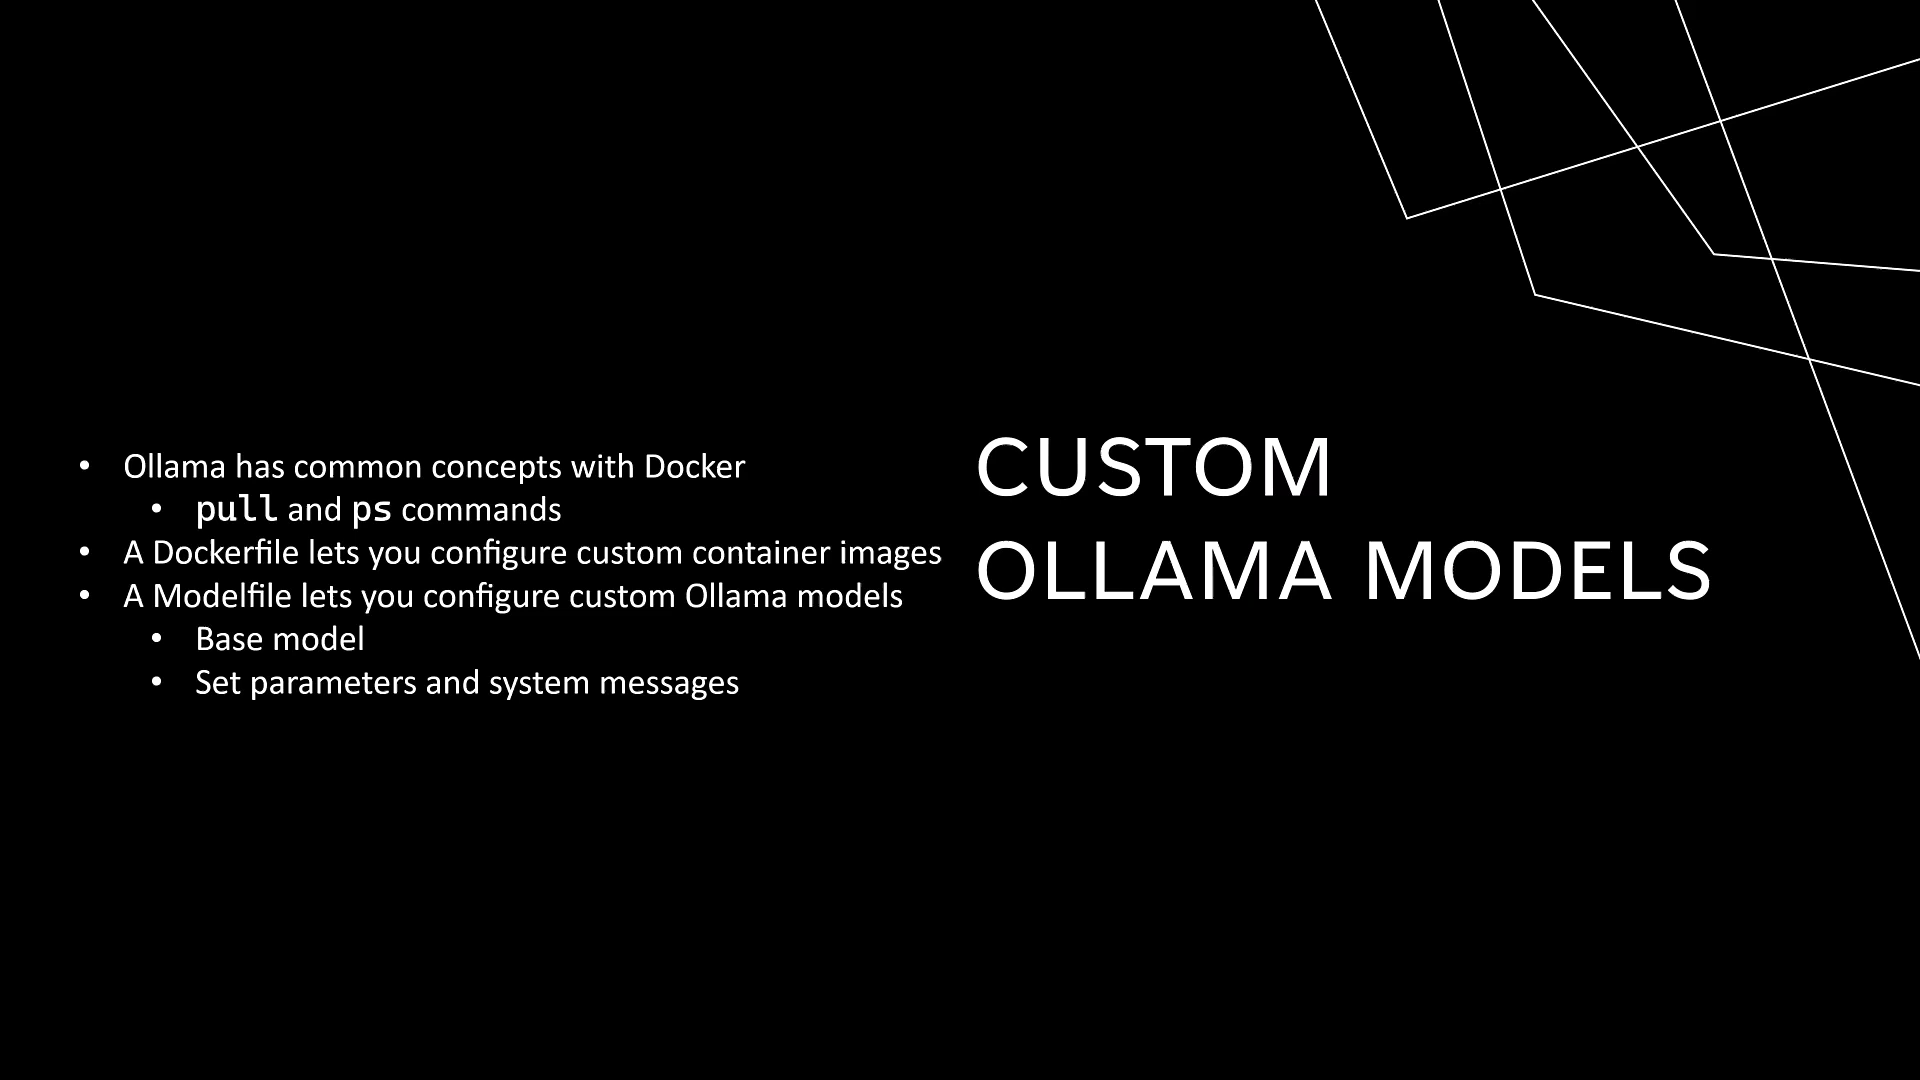 • Ollama has common concepts with Docker
• pull and ps commands
• A Dockerfile lets you configure custom container images
• A Modelfile lets you configure custom Ollama models
• Base model
• Set parameters and system messages
CUSTOM
OLLAMA MODELS